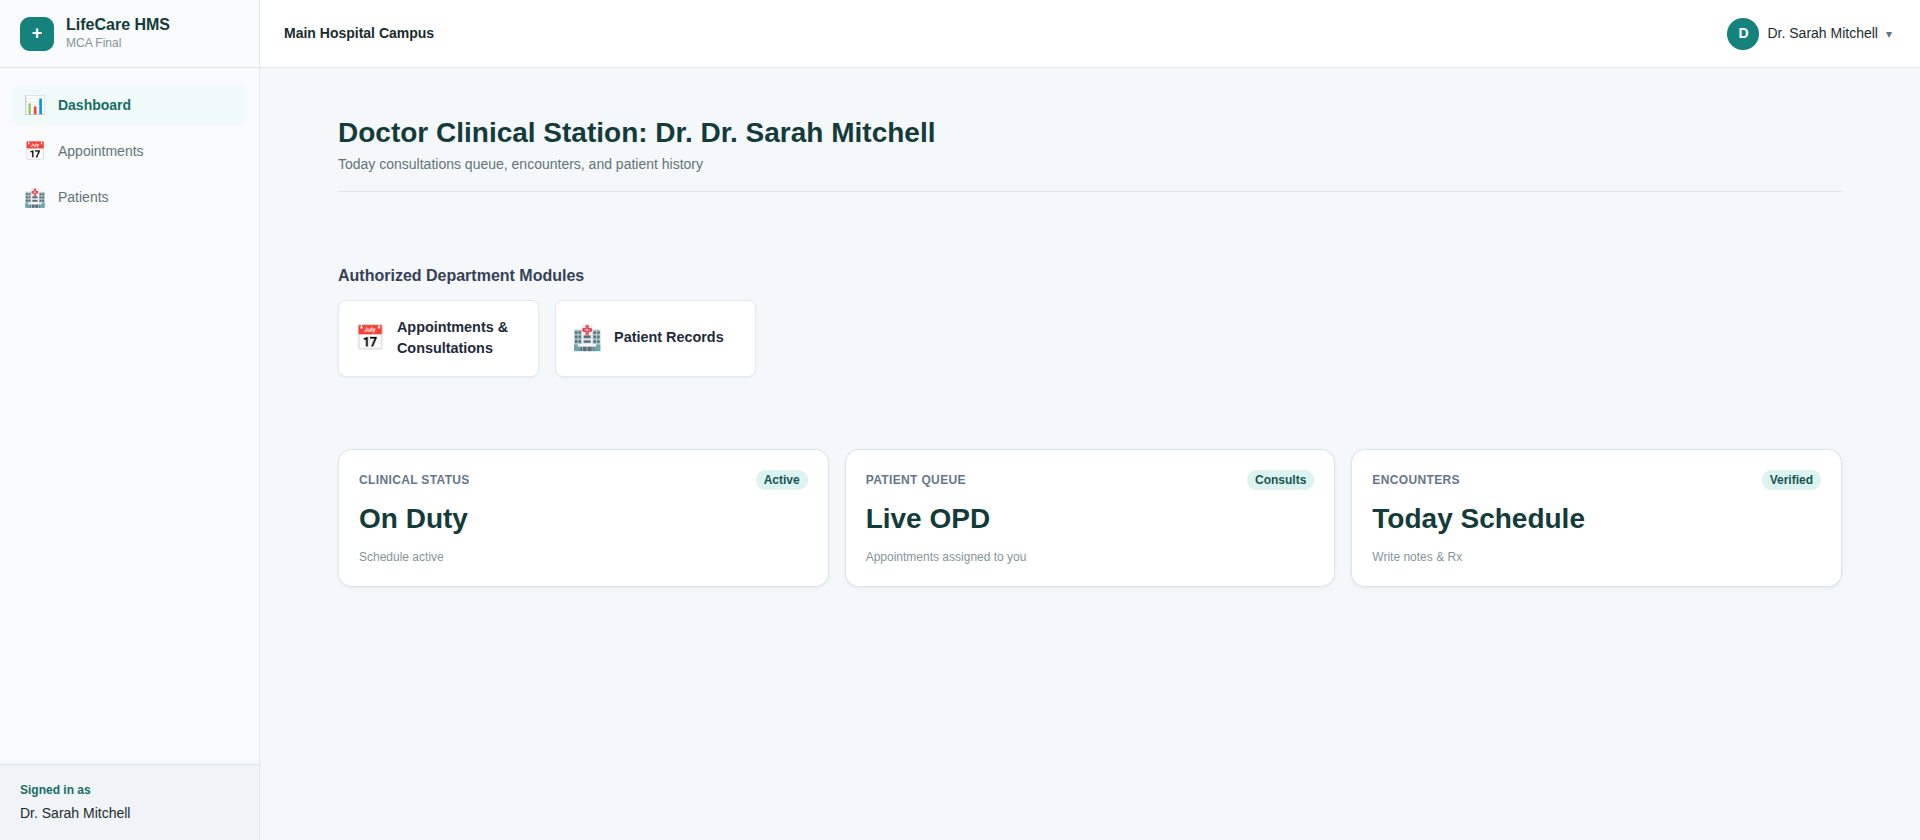 +
LifeCare HMS
MCA Final
Main Hospital Campus
D
Dr. Sarah Mitchell ▾
Dashboard
Appointments
Patients
Doctor Clinical Station: Dr. Dr. Sarah Mitchell
Today consultations queue, encounters, and patient history
Authorized Department Modules
July
17
Appointments &
Consultations
Patient Records
CLINICAL STATUS
Active
On Duty
Schedule active
PATIENT QUEUE
Consults
Live OPD
Appointments assigned to you
ENCOUNTERS
Verified
Today Schedule
Write notes & Rx
Signed in as
Dr. Sarah Mitchell